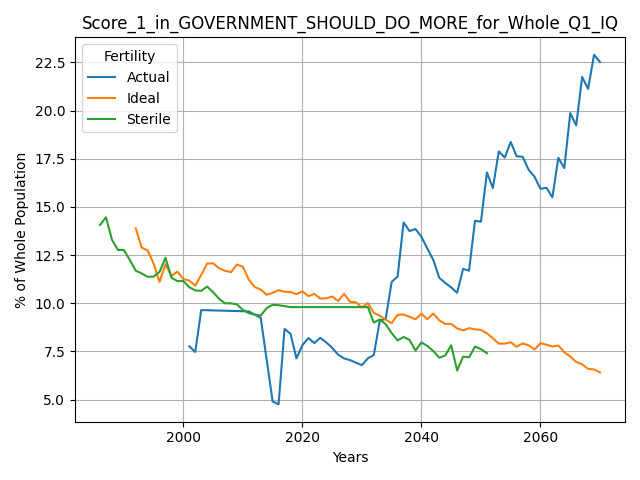 Score_1_in_GOVERNMENT_SHOULD_DO_MORE_for_Whole_Q1_IQ
Fertility
Actual
Ideal
Sterile
% of Whole Population
22.5
20.0
17.5
15.0
12.5
10.0
7.5
5.0
2000
2020
2040
2060
Years